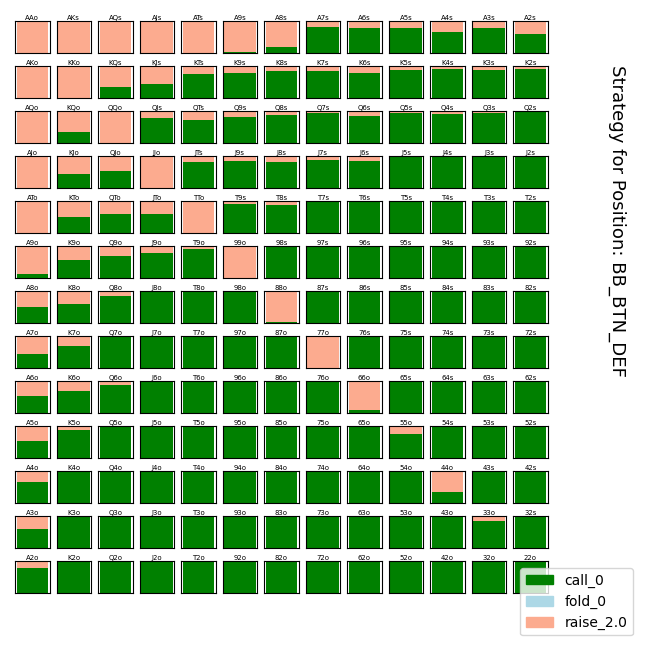 AAo AKs AQs AJs ATs A9s A8s A7s A6s A5s A4s A3s A2s
AKo KKo KQs KJs KTs K9s K8s K7s K6s K5s K4s K3s K2s
AQo KQo QQo QJs QTs Q9s Q8s Q7s Q6s Q5s Q4s Q3s Q2s
AJo KJo QJo JJo JTs J9s J8s J7s J6s J5s J4s J3s J2s
ATo KTo QTo JTo TTo T9s T8s T7s T6s T5s T4s T3s T2s
A9o K9o Q9o J9o T9o 99o 98s 97s 96s 95s 94s 93s 92s
A8o K8o Q8o J8o T8o 98o 88o 87s 86s 85s 84s 83s 82s
A7o K7o Q7o J7o T7o 97o 87o 77o 76s 75s 74s 73s 72s
A6o K6o Q6o J6o T6o 96o 86o 76o 66o 65s 64s 63s 62s
A5o K5o Q5o J5o T5o 95o 85o 75o 65o 55o 54s 53s 52s
A4o K4o Q4o J4o T4o 94o 84o 74o 64o 54o 44o 43s 42s
A3o K3o Q3o J3o T3o 93o 83o 73o 63o 53o 43o 33o 32s
A2o K2o Q2o J2o T2o 92o 82o 72o 62o 52o 42o 32o 22o
Strategy for Position: BB_BTN_DEF
call_0
fold_0
raise_2.0